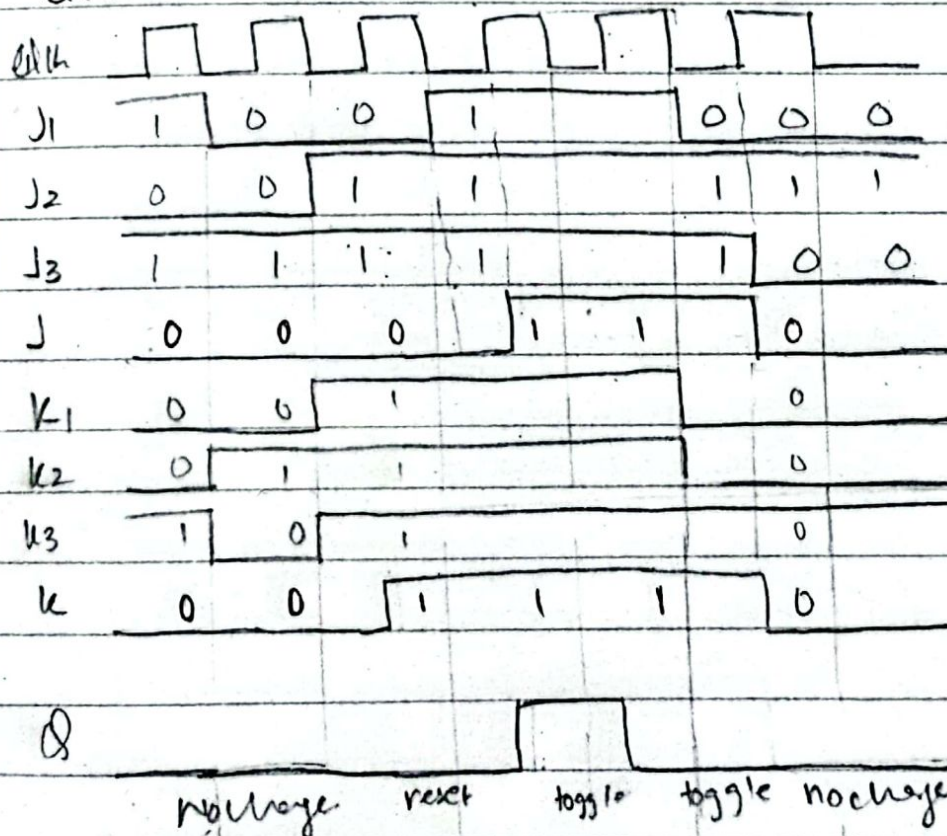 Clk
J1 1 0 0 1 0 0 0
J2 0 0 1 1 1 1 1
J3 1 1 1 1 1 0 0
J 0 0 0 1 1 0
K1 0 0 1 0
K2 0 1 1 0
K3 1 0 1 0
K 0 0 1 1 1 0
Q
nochange reset toggle toggle nochange